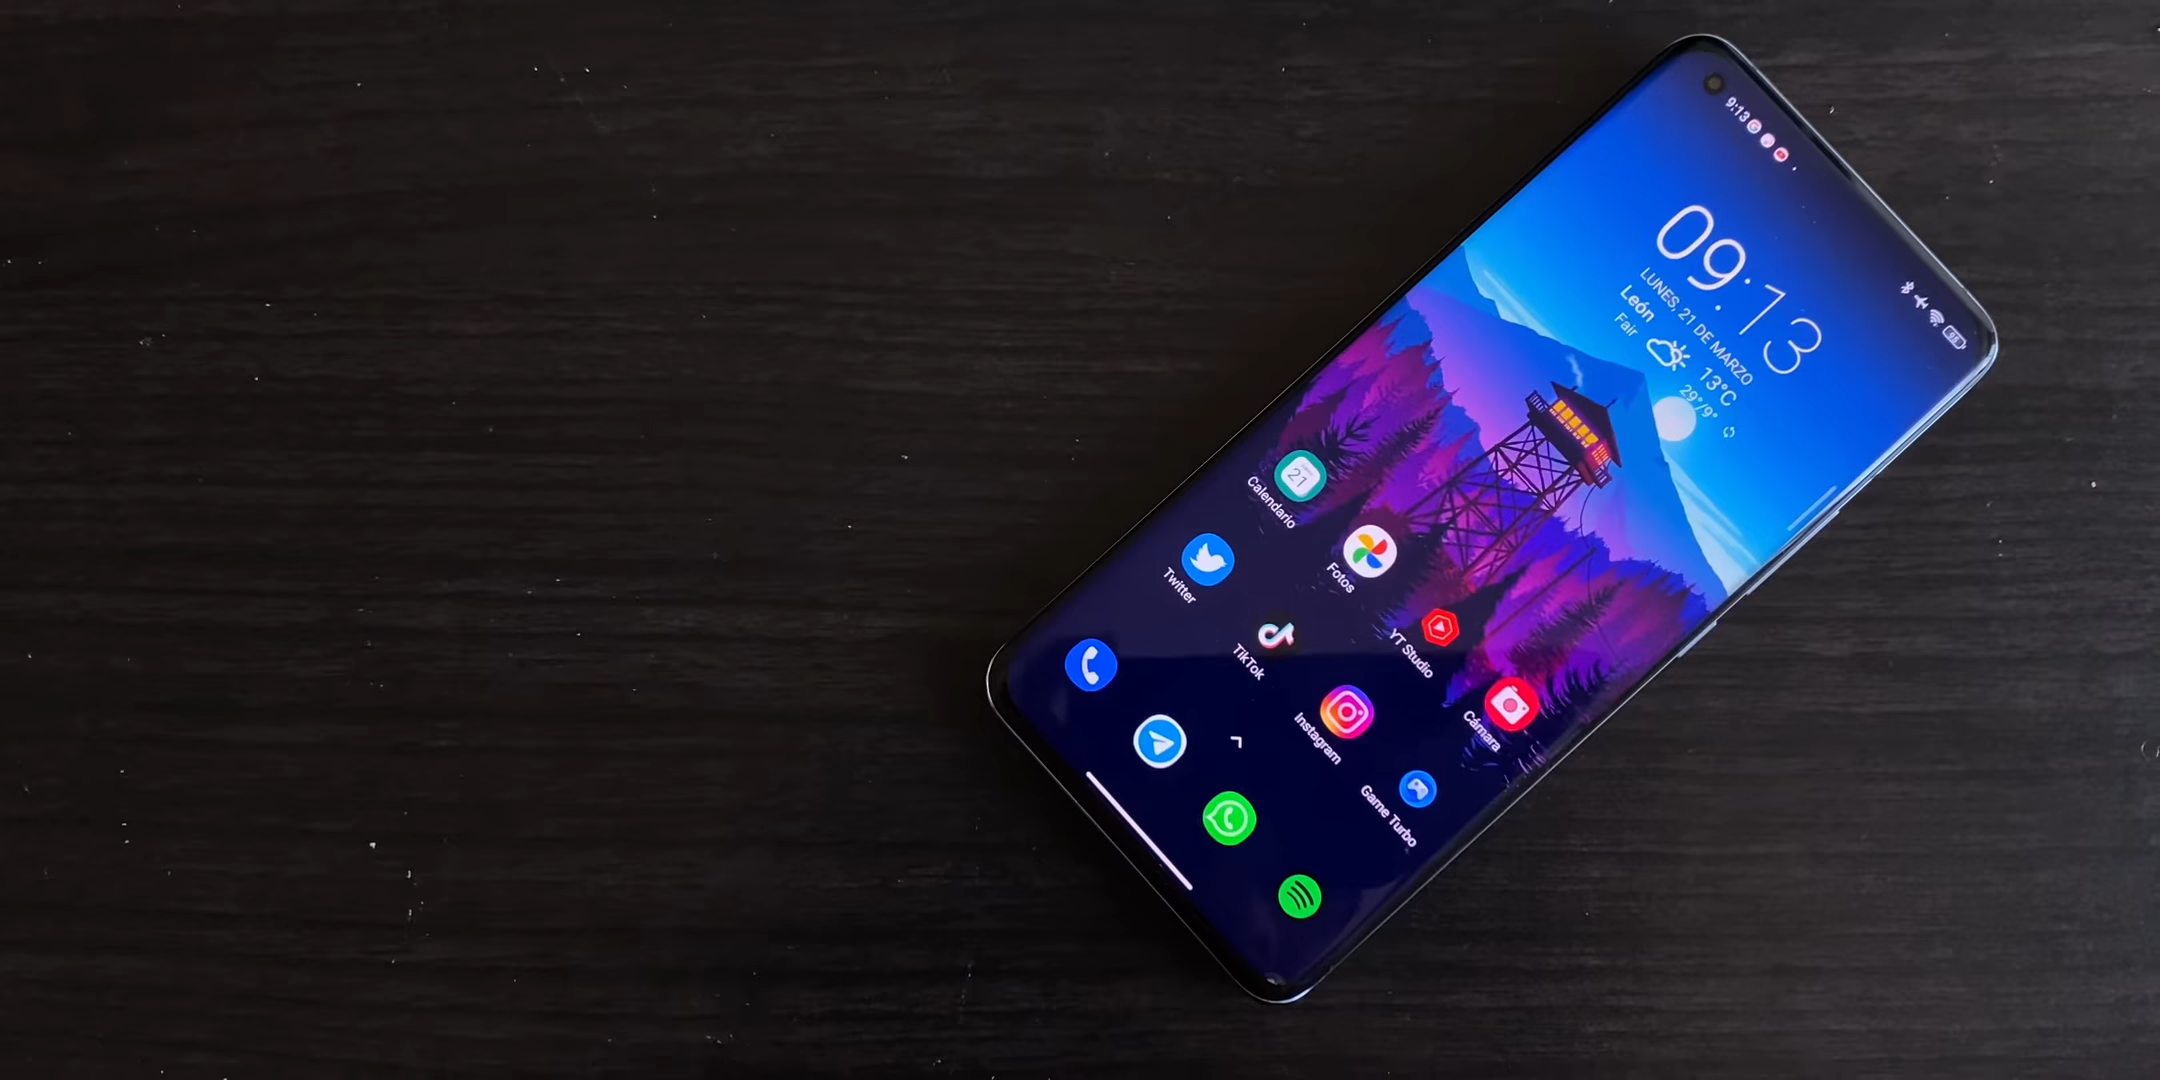 9:13
09:13
LUNES, 21 DE MARZO
León
Fair
13°C
29°/9°
Calendario
21
Fotos
YT Studio
Cámara
Twitter
TikTok
Instagram
Game Turbo